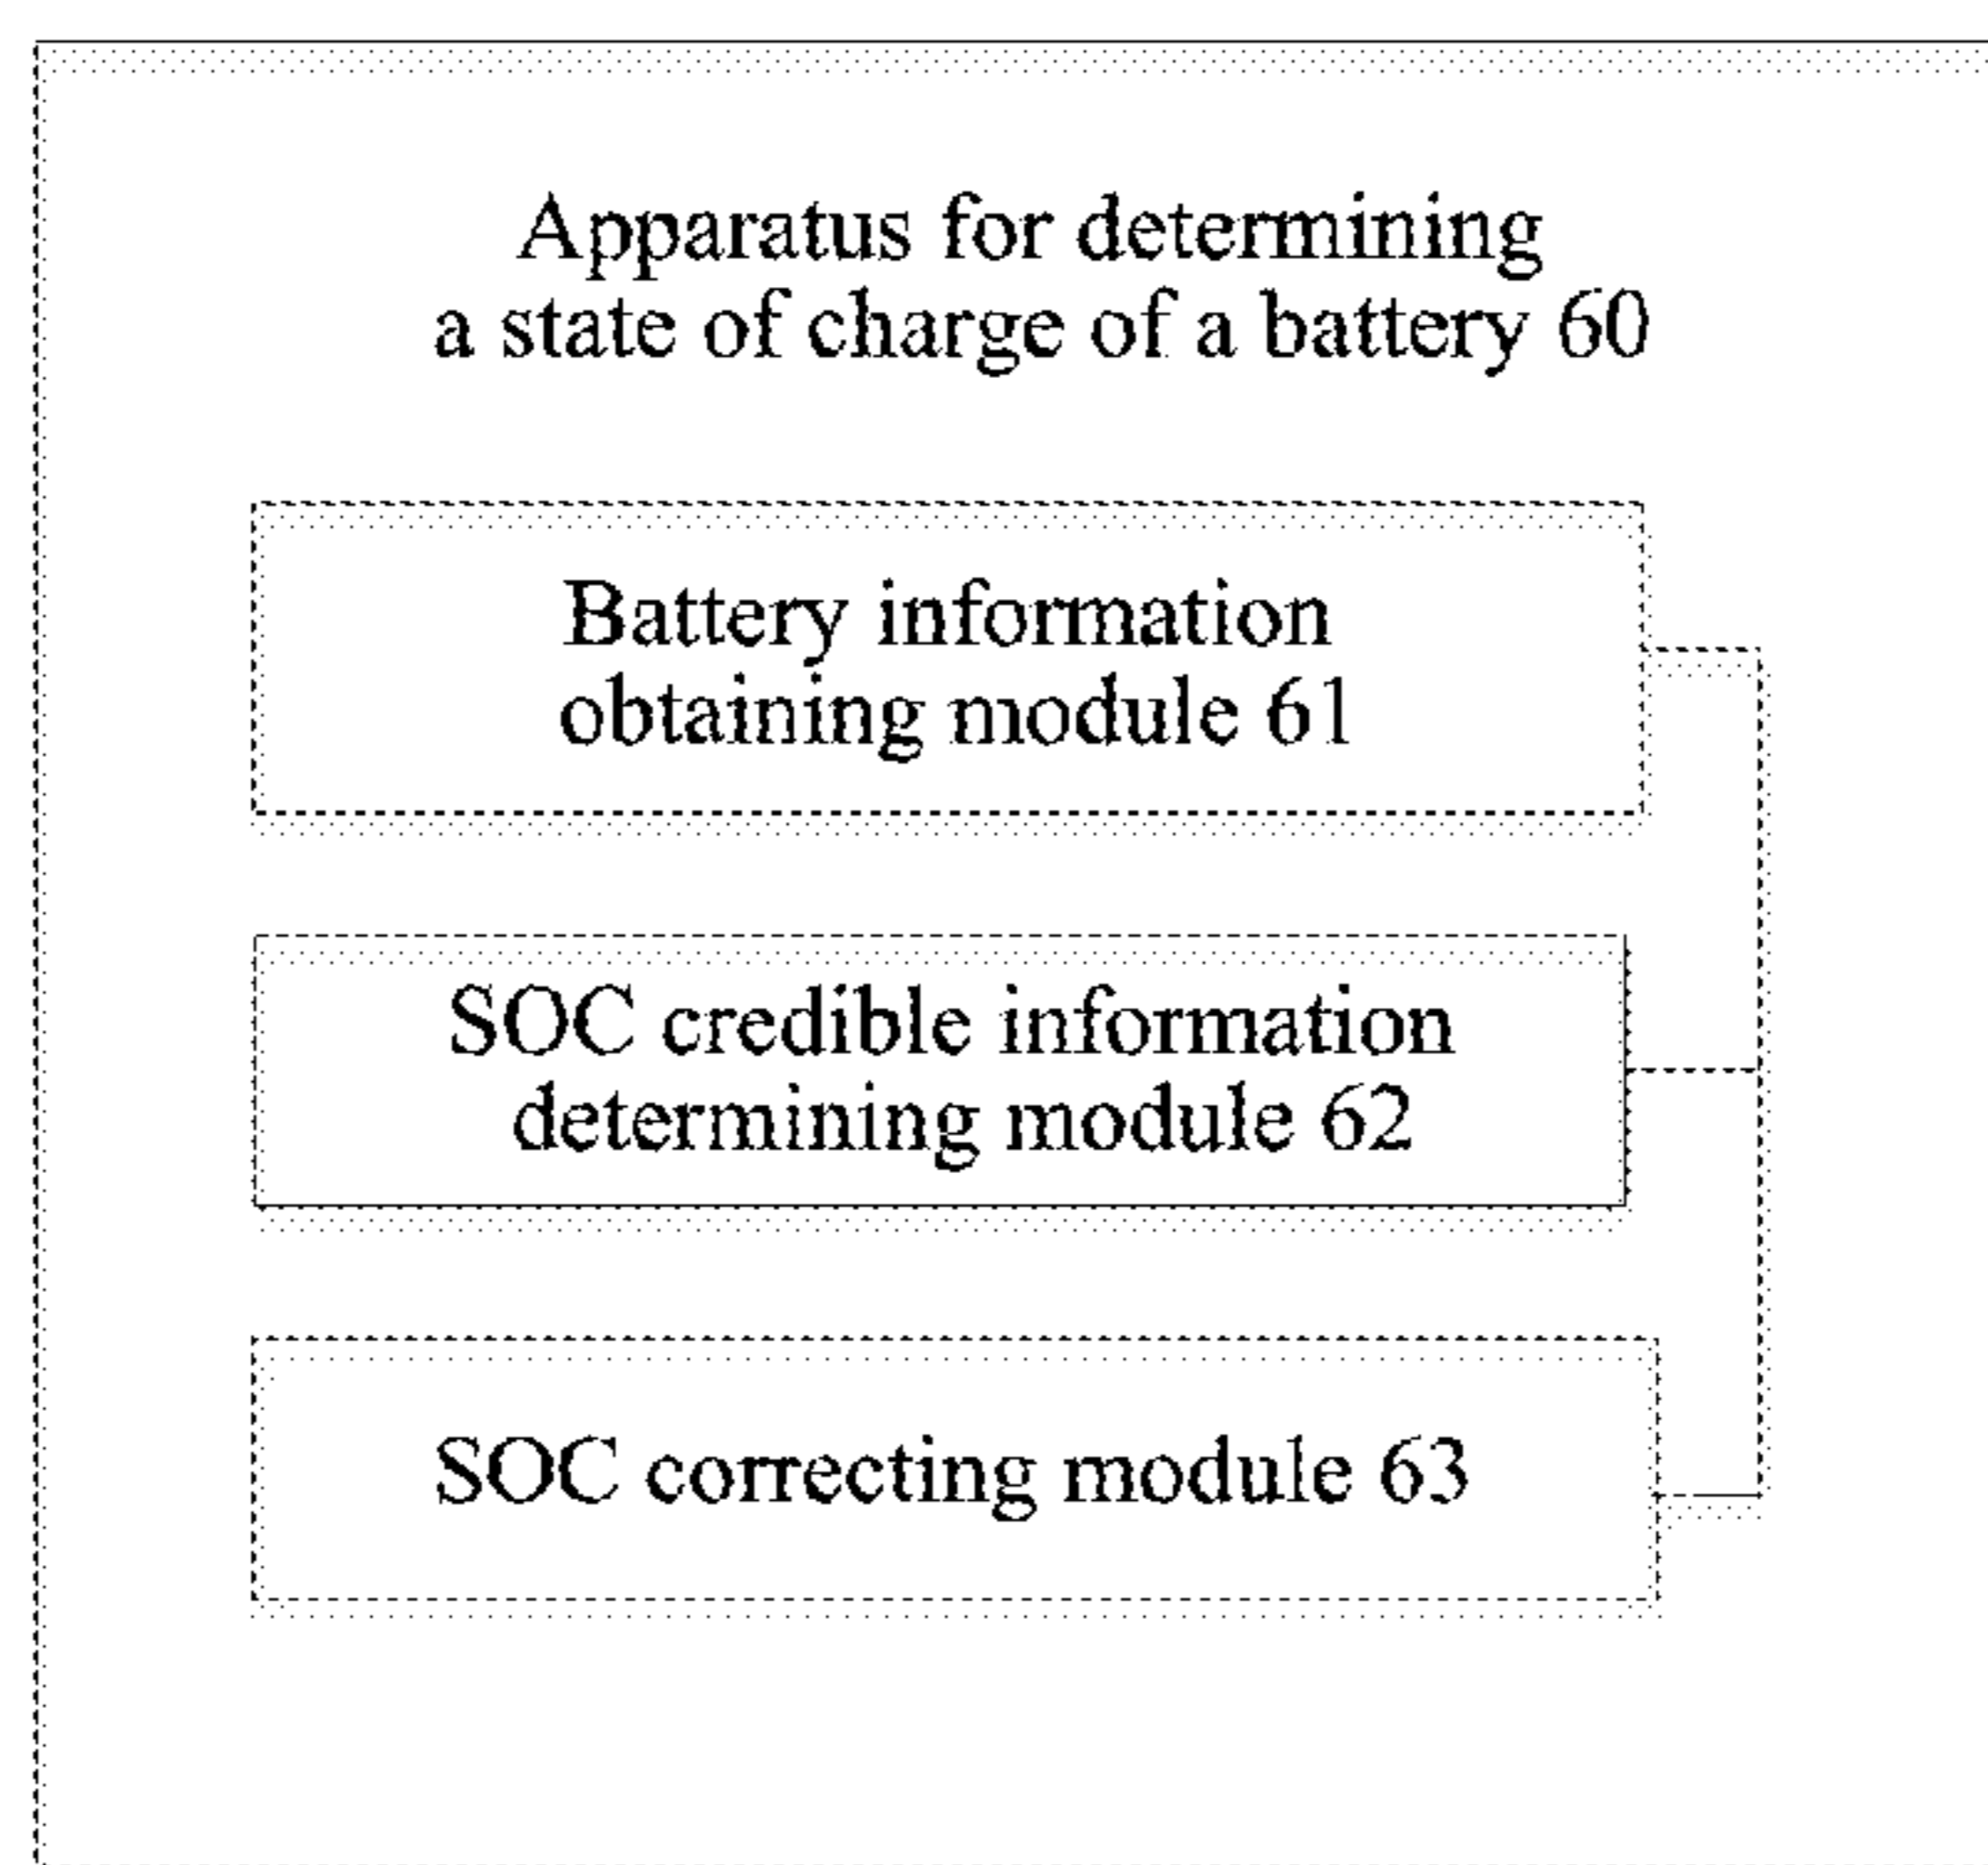 Apparatus for determining
a state of charge of a battery 60
Battery information
obtaining module 61
SOC credible information
determining module 62
SOC correcting module 63